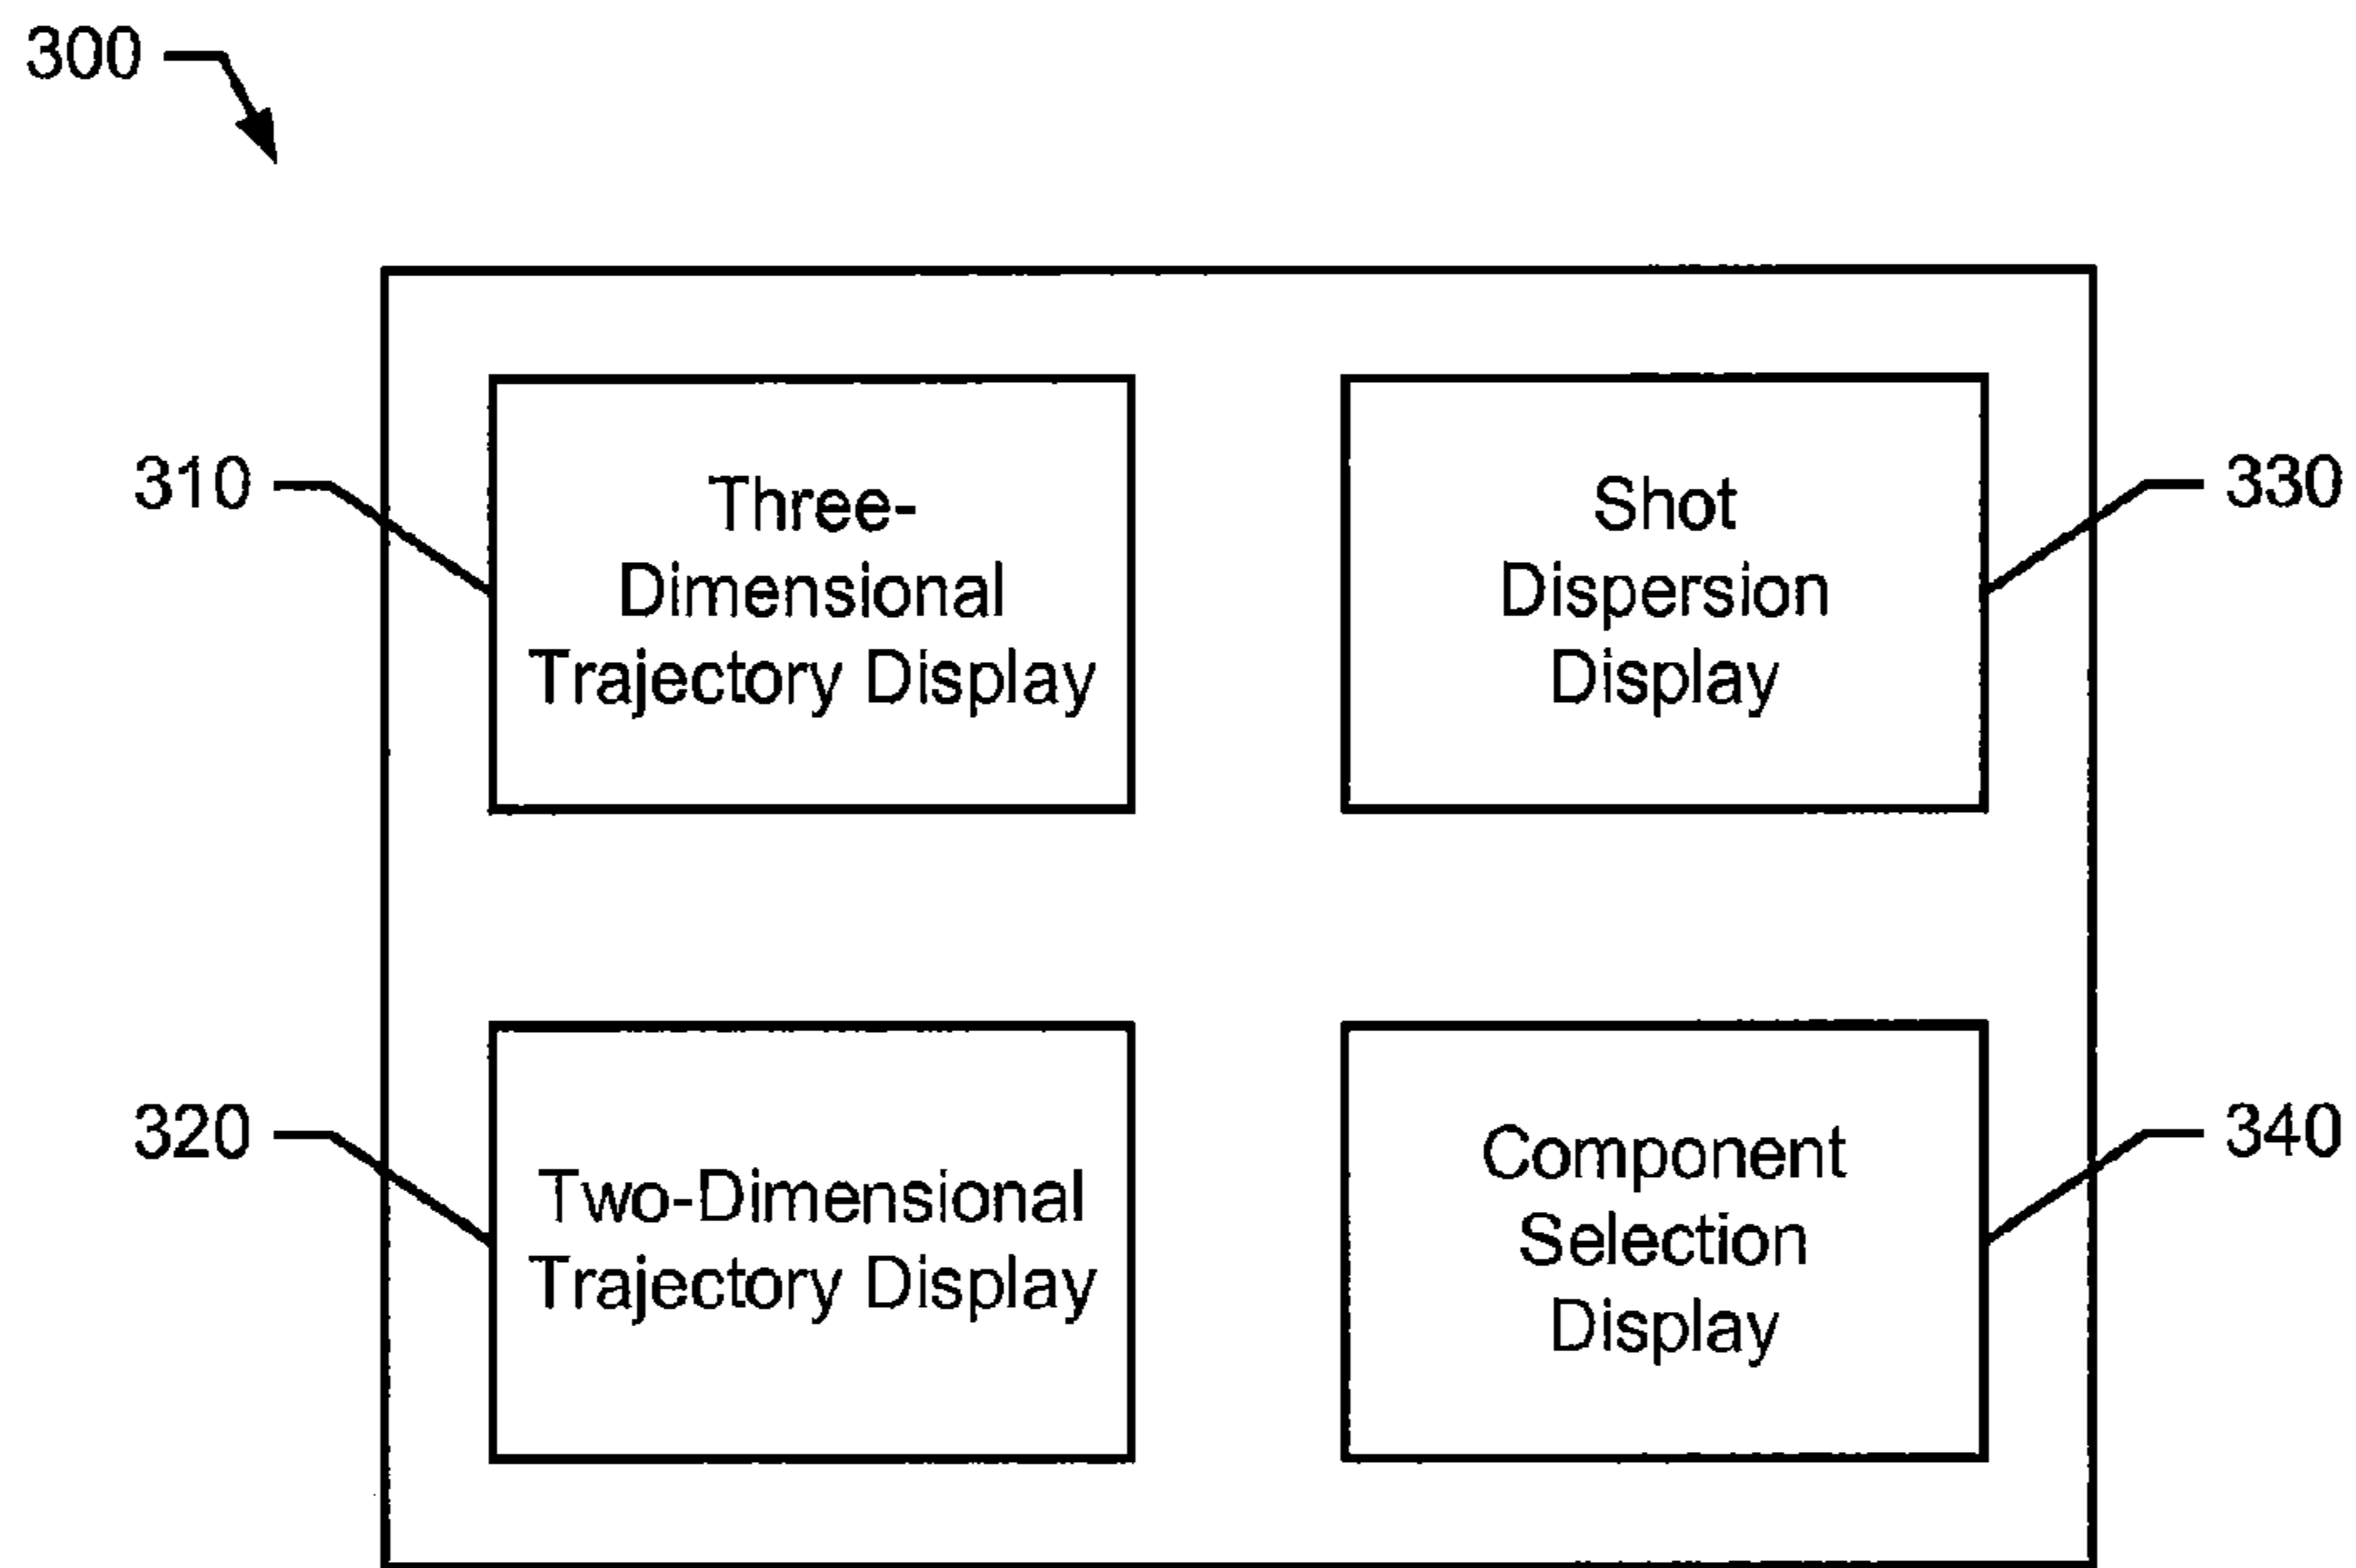 300
310
Three-
Dimensional
Trajectory Display
Shot
Dispersion
Display
330
320
Two-Dimensional
Trajectory Display
Component
Selection
Display
340